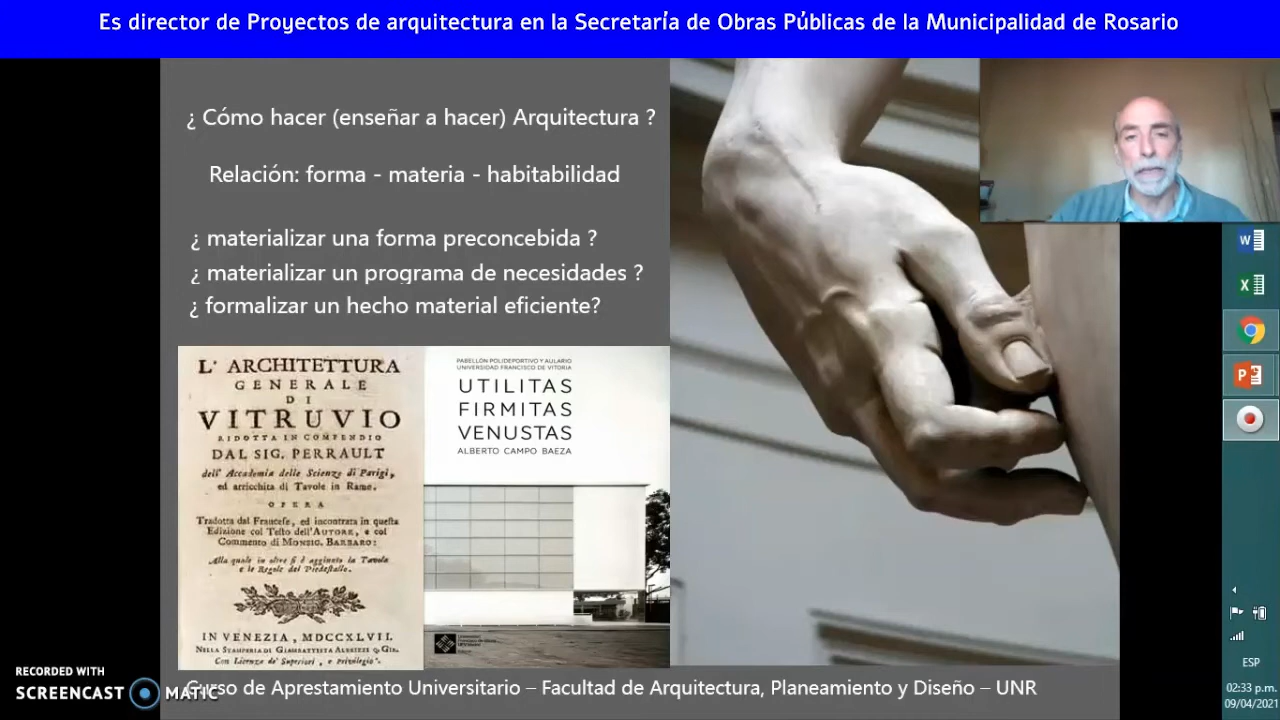 Es director de Proyectos de arquitectura en la Secretaría de Obras Públicas de la Municipalidad de Rosario
¿ Cómo hacer (enseñar a hacer) Arquitectura ?
Relación: forma - materia - habitabilidad
¿ materializar una forma preconcebida ?
¿ materializar un programa de necesidades ?
¿ formalizar un hecho material eficiente?
L' ARCHITETTURA
GENERALE
DI
VITRUVIO
RIDOTTA IN COMPENDIO
DAL SIG. PERRAULT
dell' Accademia delle Scienze di Parigi,
ed arricchita di Tavole in Rame.
OPERA
Tradotta dal Francese, ed incontrata in questa
Edizione col Testo dell' AUTORE, e col
Commento di MONSIG. BARBARO:
Alla quale in oltre si è aggiunto la Tavola
e le Regole del Piedestallo.
IN VENEZIA, MDCCXLVII.
NELLA STAMPERIA DI GIAMBATTISTA ALBRIZZI Q. GIR.
Con Licenza de' Superiori, e privilegio.
PABELLÓN POLIDEPORTIVO Y AULARIO
UNIVERSIDAD FRANCISCO DE VITORIA
UTILITAS
FIRMITAS
VENUSTAS
ALBERTO CAMPO BAEZA
Curso de Aprestamiento Universitario – Facultad de Arquitectura, Planeamiento y Diseño – UNR
RECORDED WITH
SCREENCAST MATIC
ESP
02:33 p.m.
09/04/2021